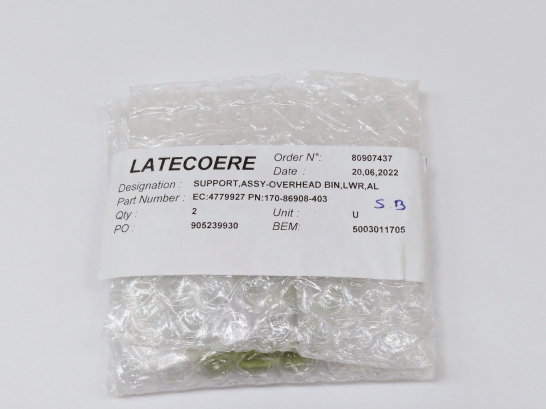 LATECOERE Order N°: 80907437
Date : 20,06,2022
Designation : SUPPORT,ASSY-OVERHEAD BIN,LWR,AL
Part Number : EC:4779927 PN:170-86908-403
S B
Qty : 2 Unit : U
PO : 905239930 BEM: 5003011705